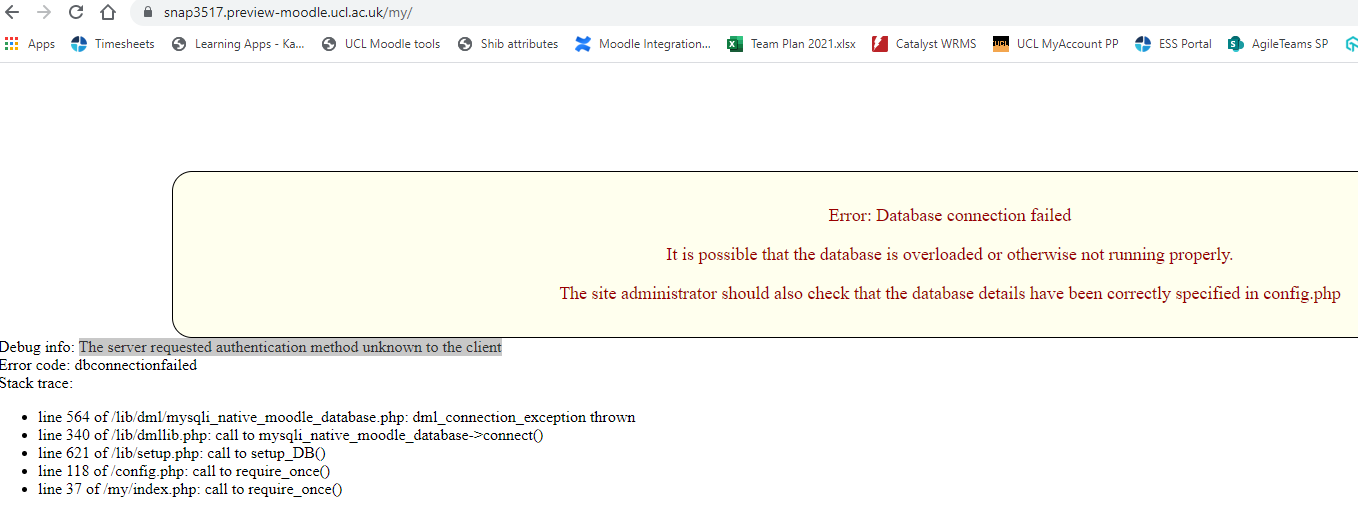 snap3517.preview-moodle.ucl.ac.uk/my/
Apps Timesheets Learning Apps - Ka... UCL Moodle tools Shib attributes Moodle Integration... Team Plan 2021.xlsx Catalyst WRMS UCL UCL MyAccount PP ESS Portal AgileTeams SP
Error: Database connection failed
It is possible that the database is overloaded or otherwise not running properly.
The site administrator should also check that the database details have been correctly specified in config.php
Debug info: The server requested authentication method unknown to the client
Error code: dbconnectionfailed
Stack trace:
• line 564 of /lib/dml/mysqli_native_moodle_database.php: dml_connection_exception thrown
• line 340 of /lib/dmllib.php: call to mysqli_native_moodle_database->connect()
• line 621 of /lib/setup.php: call to setup_DB()
• line 118 of /config.php: call to require_once()
• line 37 of /my/index.php: call to require_once()